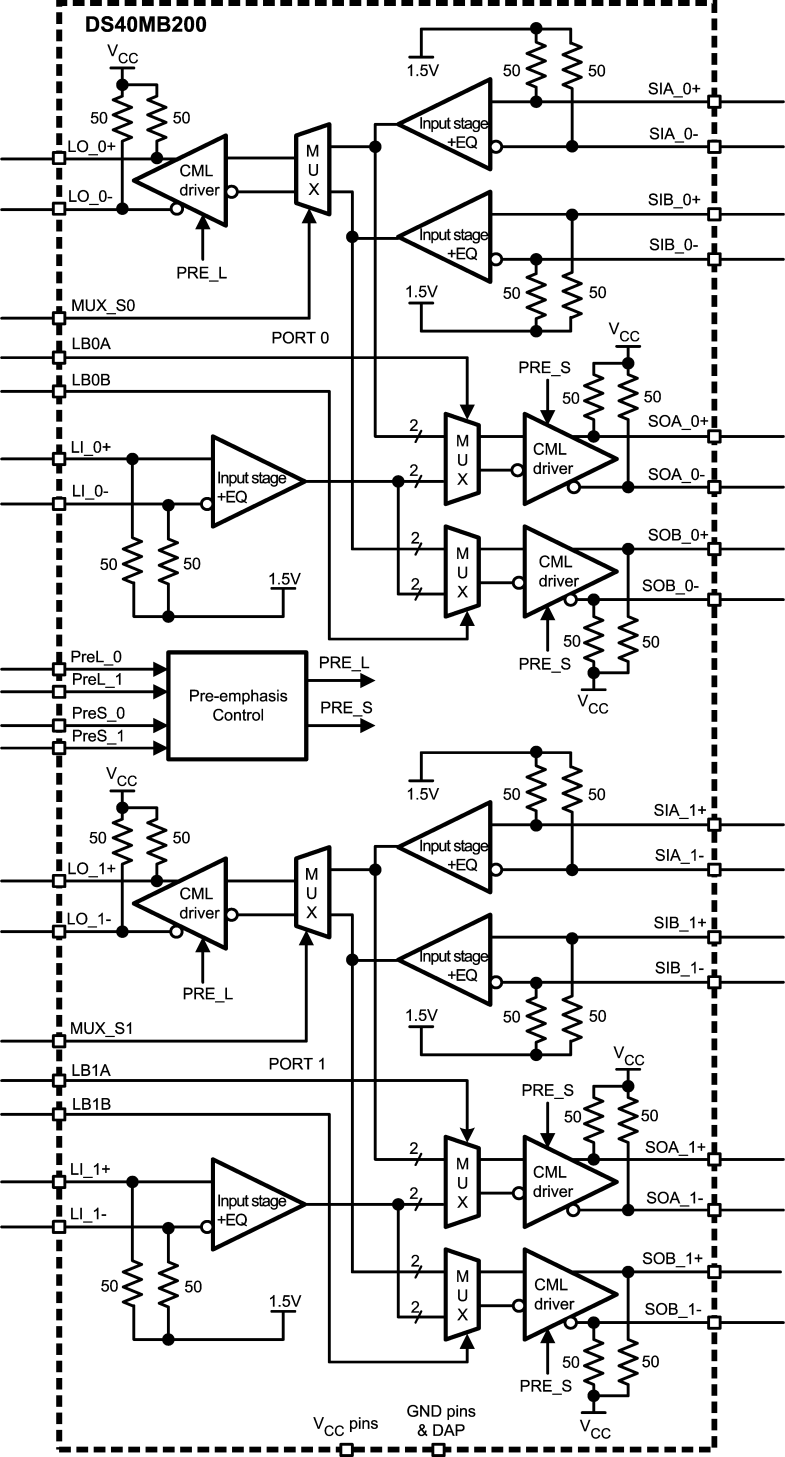 DS40MB200
VCC
50
50
LO_0+
LO_0-
CML
driver
PRE_L
M
U
X
1.5V
50
50
Input stage
+EQ
SIA_0+
SIA_0-
Input stage
+EQ
SIB_0+
SIB_0-
50
50
1.5V
MUX_S0
PORT 0
LB0A
LB0B
VCC
PRE_S
50
50
2
2
M
U
X
CML
driver
SOA_0+
SOA_0-
LI_0+
LI_0-
Input stage
+EQ
50
50
1.5V
2
2
M
U
X
CML
driver
SOB_0+
SOB_0-
PRE_S
50
50
VCC
PreL_0
PreL_1
PreS_0
PreS_1
Pre-emphasis
Control
PRE_L
PRE_S
VCC
50
50
LO_1+
LO_1-
CML
driver
PRE_L
M
U
X
1.5V
50
50
Input stage
+EQ
SIA_1+
SIA_1-
Input stage
+EQ
SIB_1+
SIB_1-
50
50
1.5V
MUX_S1
PORT 1
LB1A
LB1B
VCC
PRE_S
50
50
2
2
M
U
X
CML
driver
SOA_1+
SOA_1-
LI_1+
LI_1-
Input stage
+EQ
50
50
1.5V
2
2
M
U
X
CML
driver
SOB_1+
SOB_1-
PRE_S
50
50
VCC
VCC pins
GND pins
& DAP